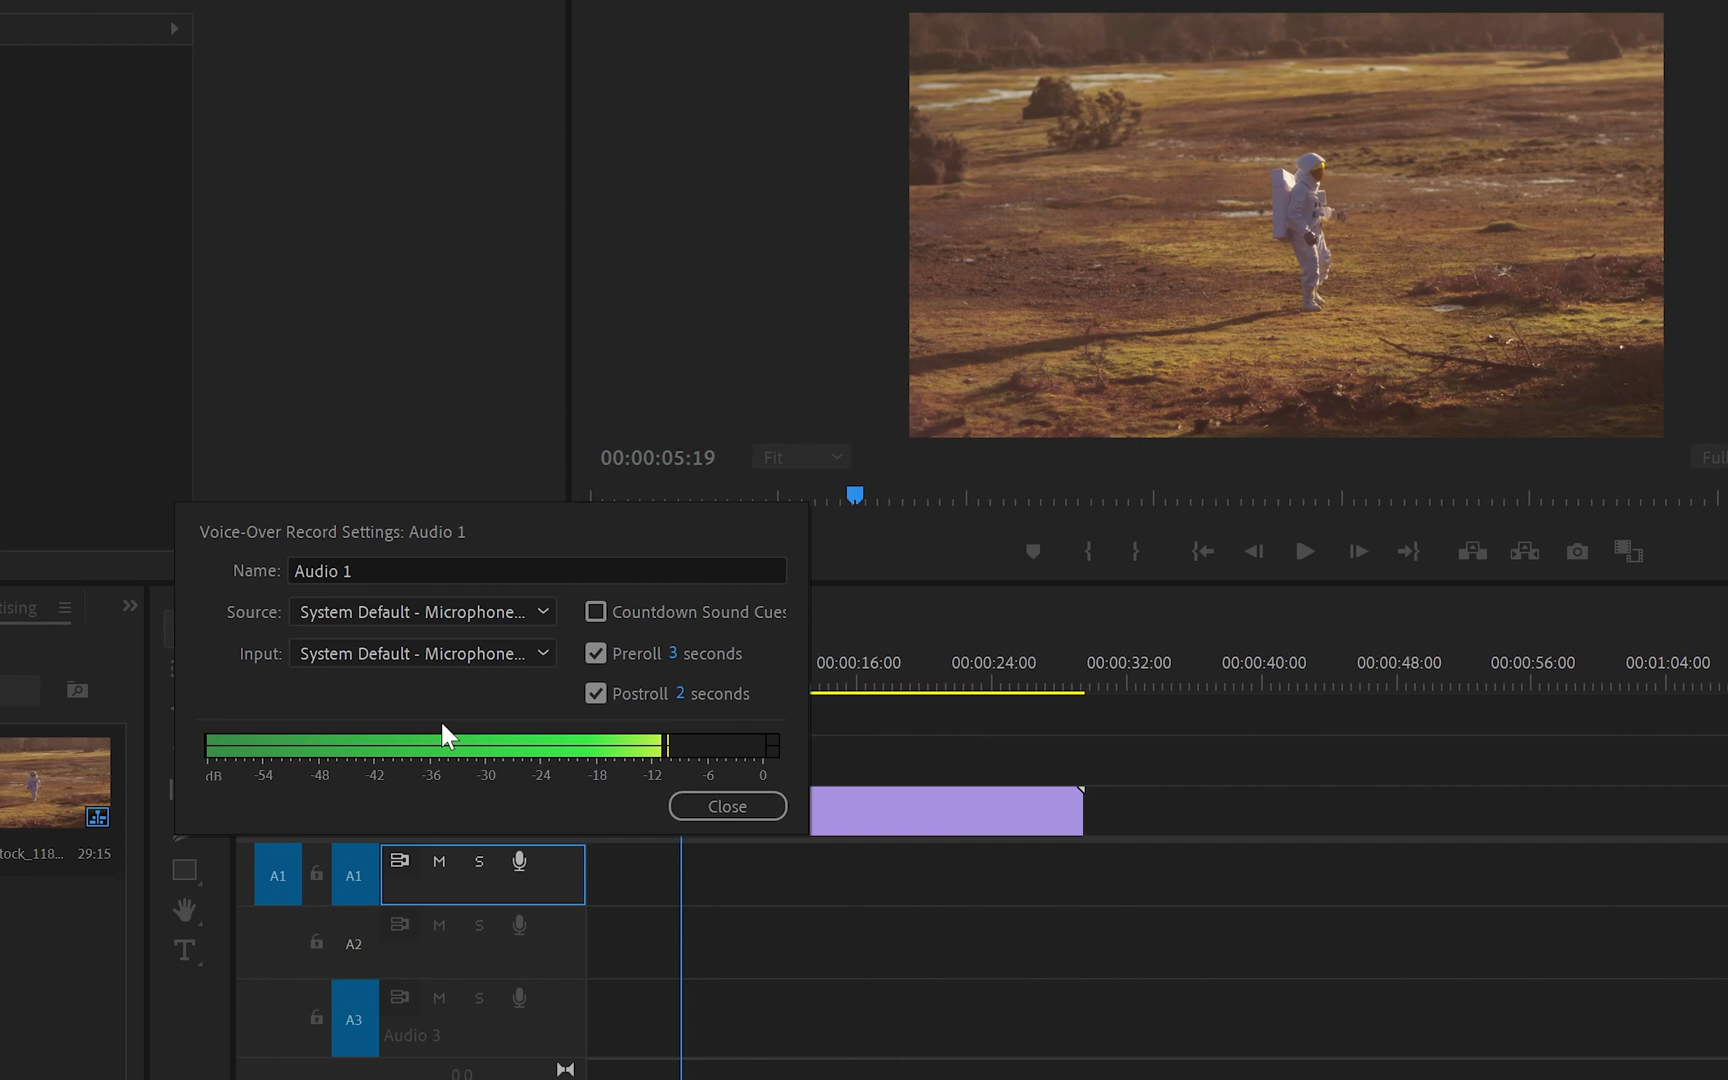 00:00:05:19
Fit
Full
Voice-Over Record Settings: Audio 1
Name: Audio 1
Source: System Default - Microphone...
Countdown Sound Cues
Input: System Default - Microphone...
Preroll 3 seconds
Postroll 2 seconds
dB -54 -48 -42 -36 -30 -24 -18 -12 -6 0
Close
tising
00:00:16:00 00:00:24:00 00:00:32:00 00:00:40:00 00:00:48:00 00:00:56:00 00:01:04:00
tock_118... 29:15
A1 A1 M S
A2 M S
A3 M S
Audio 3
0.0
T